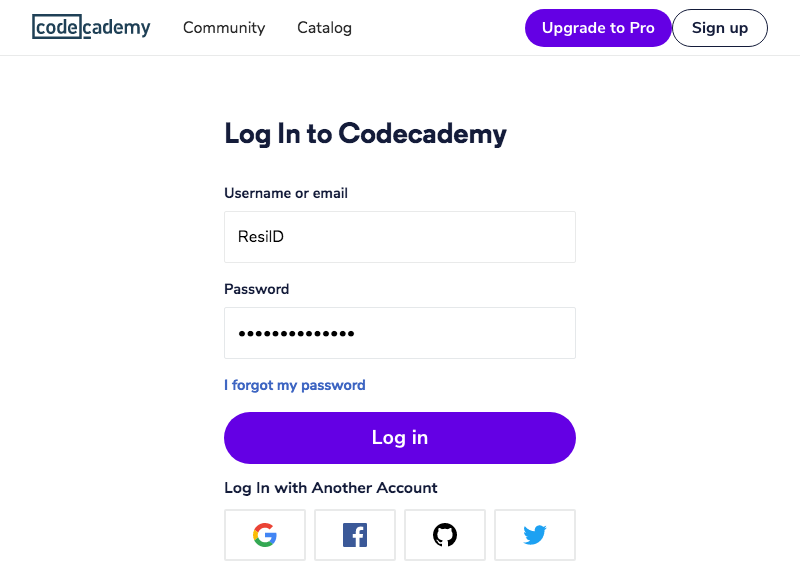 codecademy Community Catalog Upgrade to Pro Sign up
Log In to Codecademy
Username or email
ResilD
Password
••••••••••••••
I forgot my password
Log in
Log In with Another Account